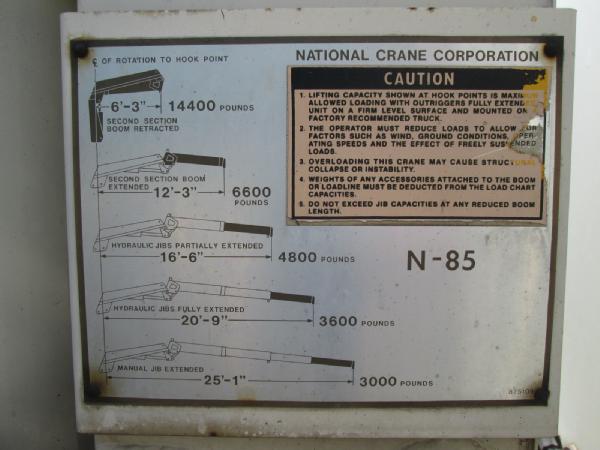 ℄ OF ROTATION TO HOOK POINT
NATIONAL CRANE CORPORATION
6'-3" 14400 POUNDS
SECOND SECTION
BOOM RETRACTED
SECOND SECTION BOOM
EXTENDED
12'-3" 6600
POUNDS
HYDRAULIC JIBS PARTIALLY EXTENDED
16'-6" 4800 POUNDS
HYDRAULIC JIBS FULLY EXTENDED
20'-9" 3600
POUNDS
MANUAL JIB EXTENDED
25'-1" 3000 POUNDS
CAUTION
1. LIFTING CAPACITY SHOWN AT HOOK POINTS IS
ALLOWED LOADING WITH OUTRIGGERS FULLY
UNIT ON A FIRM LEVEL SURFACE AND MOUNTED ON
FACTORY RECOMMENDED TRUCK.
2. THE OPERATOR MUST REDUCE LOADS TO ALLOW
FACTORS SUCH AS WIND, GROUND CONDITIONS,
ATING SPEEDS AND THE EFFECT OF FREELY
LOADS.
3. OVERLOADING THIS CRANE MAY CAUSE
COLLAPSE OR INSTABILITY.
4. WEIGHTS OF ANY ACCESSORIES ATTACHED TO THE BOOM
OR LOADLINE MUST BE DEDUCTED FROM THE LOAD CHART
CAPACITIES.
5. DO NOT EXCEED JIB CAPACITIES AT ANY REDUCED BOOM
LENGTH.
N-85